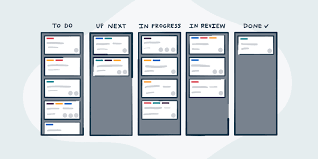 TO DO
UP NEXT
IN PROGRESS
IN REVIEW
DONE ✓